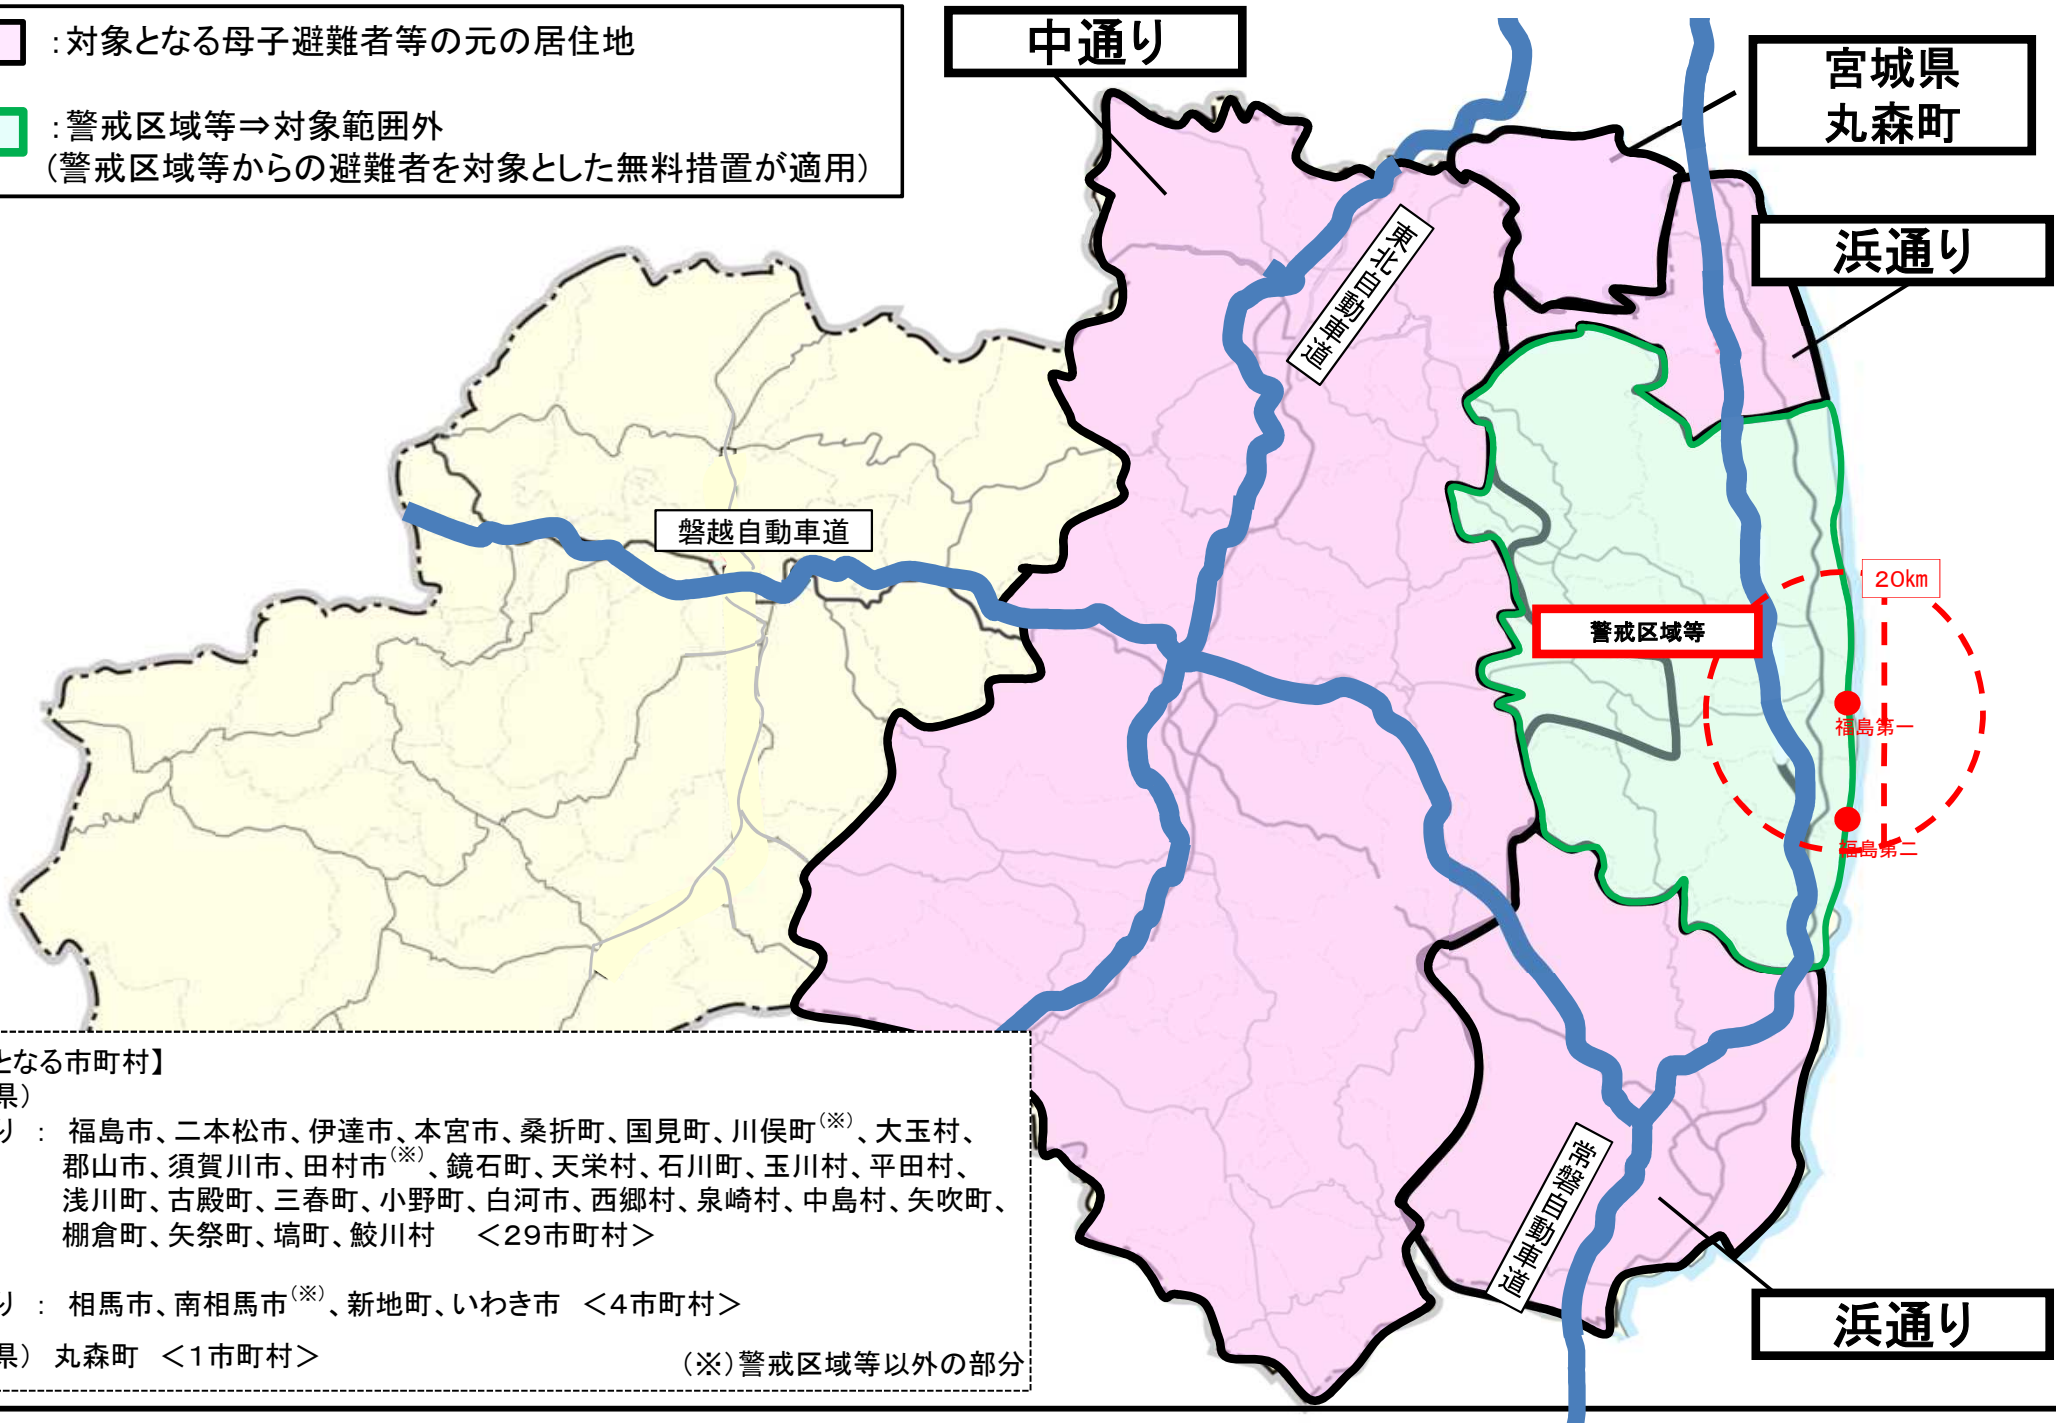 ：対象となる母子避難者等の元の居住地
：警戒区域等⇒対象範囲外
（警戒区域等からの避難者を対象とした無料措置が適用）
中通り
宮城県
丸森町
浜通り
東北自動車道
磐越自動車道
20km
警戒区域等
福島第一
福島第二
常磐自動車道
浜通り
となる市町村】
県）
り ： 福島市、二本松市、伊達市、本宮市、桑折町、国見町、川俣町（※）、大玉村、
郡山市、須賀川市、田村市（※）、鏡石町、天栄村、石川町、玉川村、平田村、
浅川町、古殿町、三春町、小野町、白河市、西郷村、泉崎村、中島村、矢吹町、
棚倉町、矢祭町、塙町、鮫川村 ＜29市町村＞
り ： 相馬市、南相馬市（※）、新地町、いわき市 ＜4市町村＞
県） 丸森町 ＜1市町村＞
（※）警戒区域等以外の部分